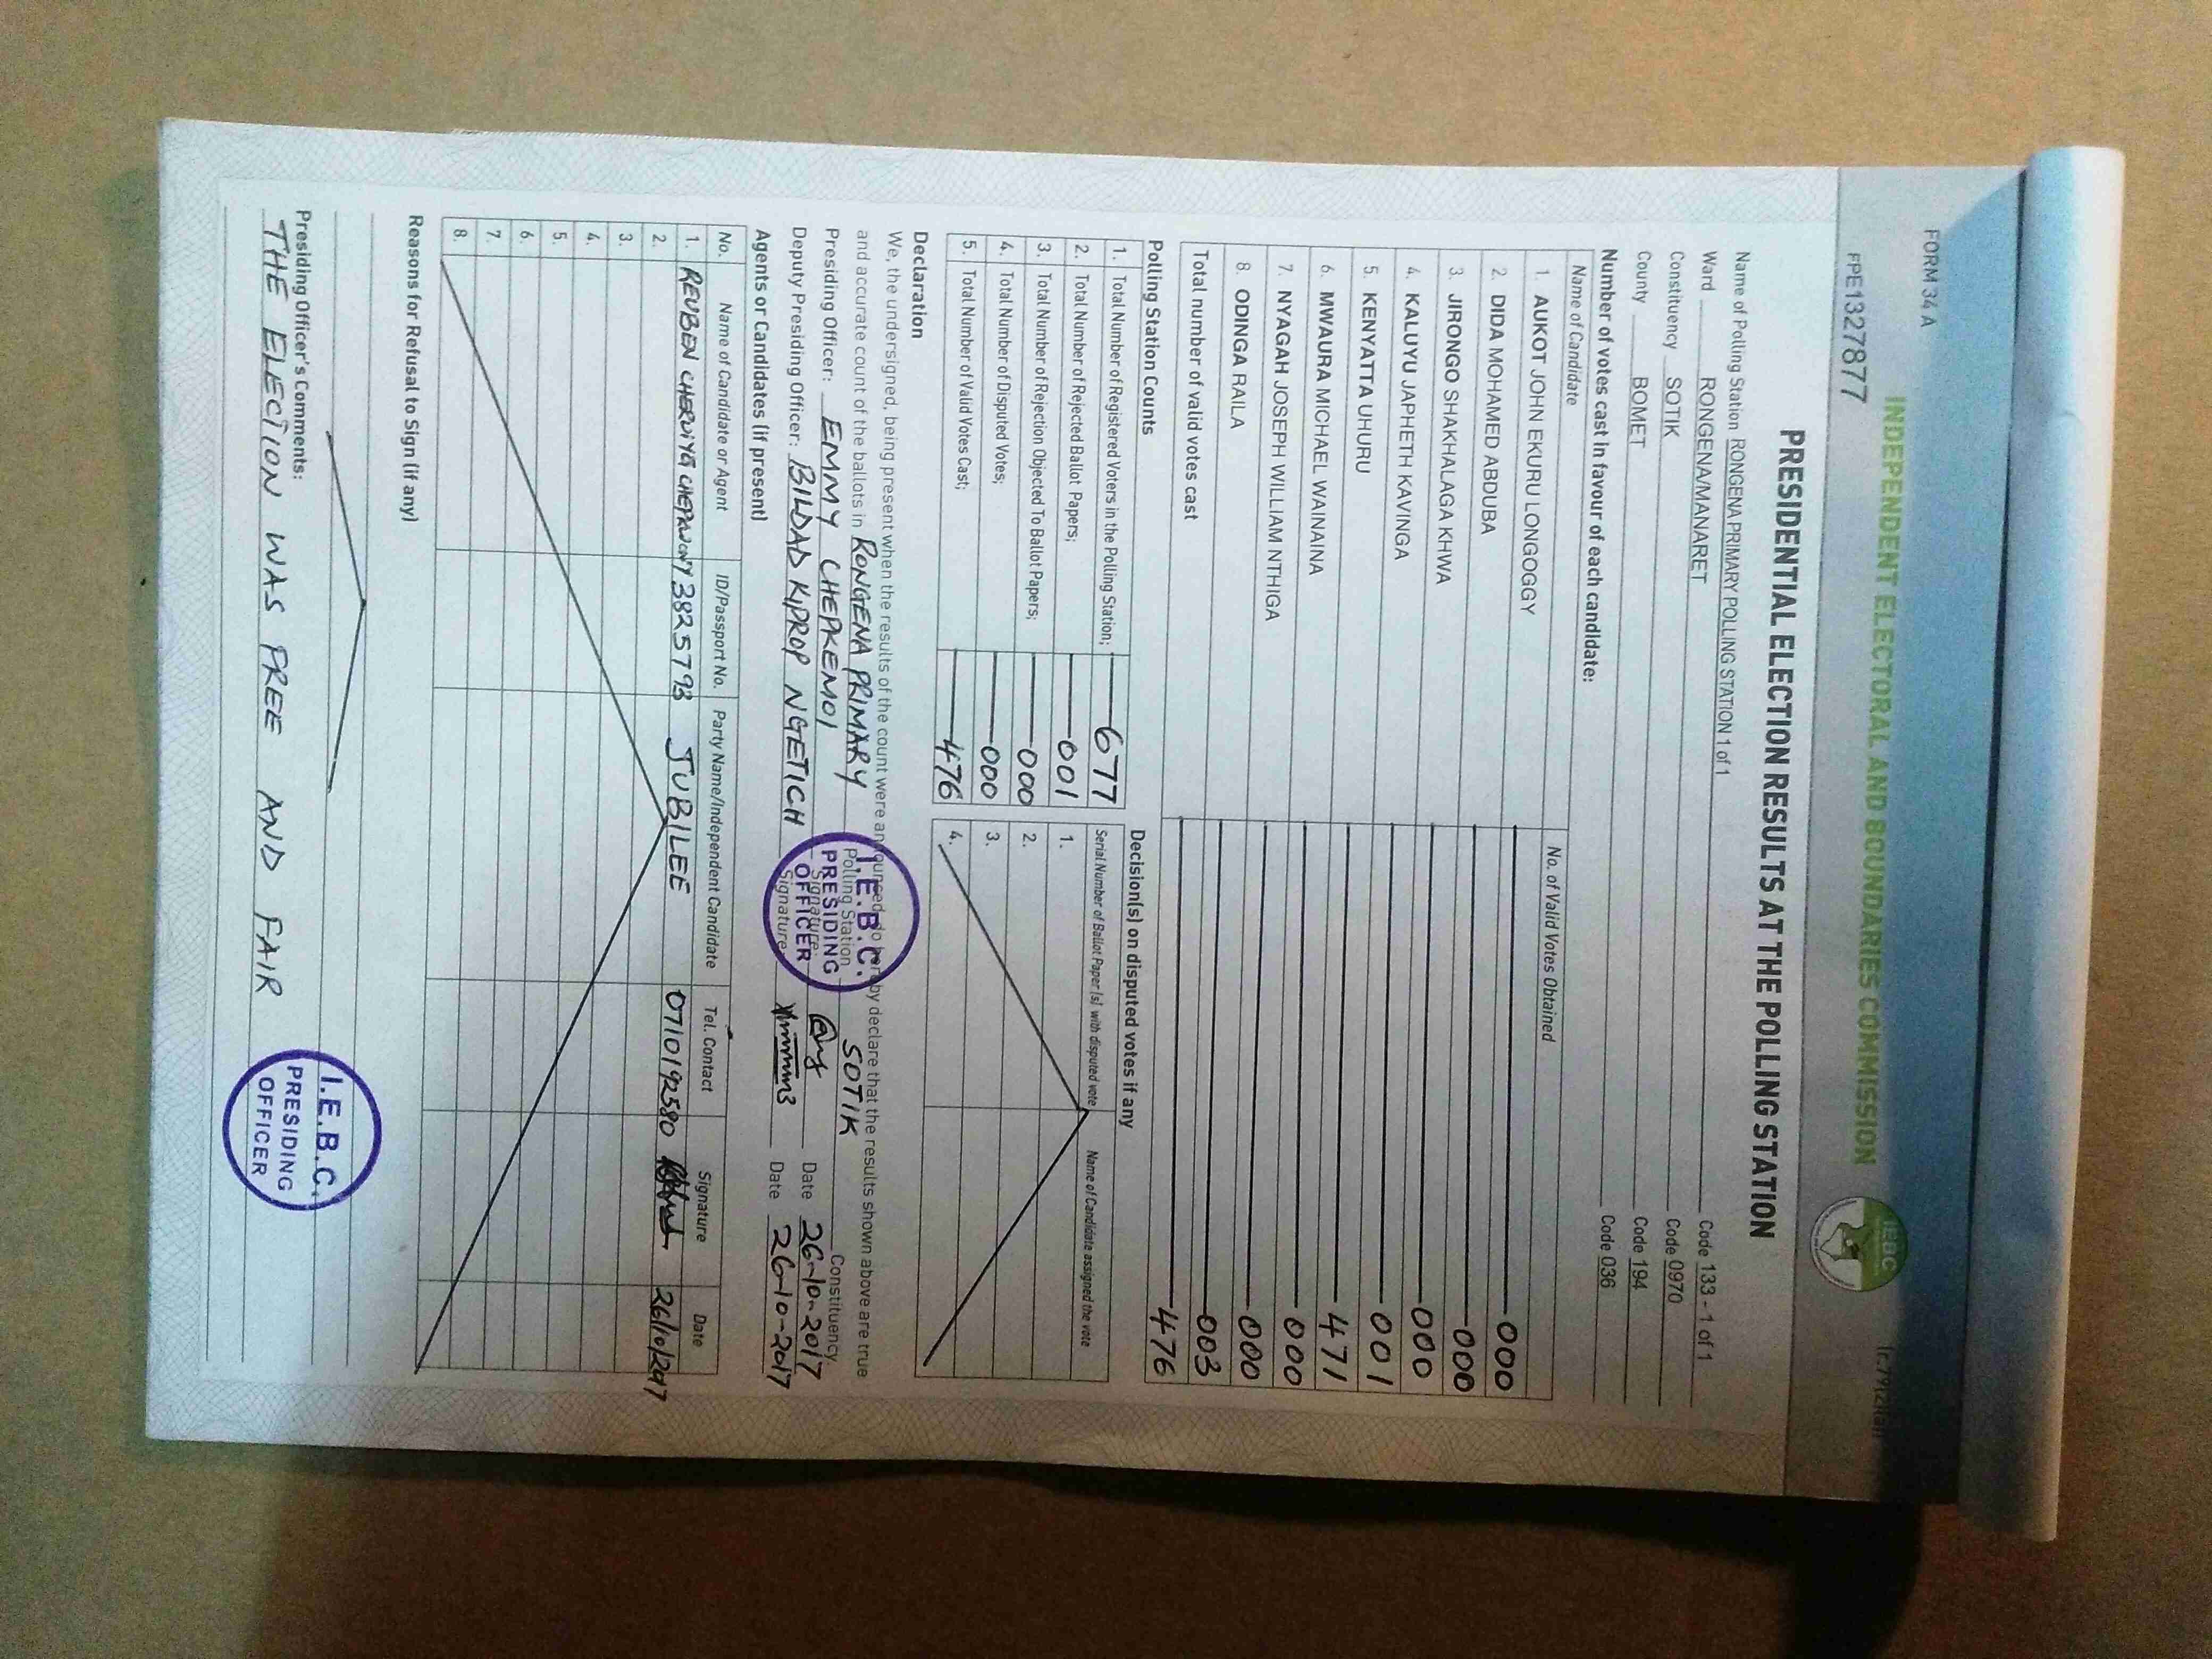 FORM 34 A
INDEPENDENT ELECTORAL AND BOUNDARIES COMMISSION
IEBC
FPE1327877
PRESIDENTIAL ELECTION RESULTS AT THE POLLING STATION
Name of Polling Station RONGENA PRIMARY POLLING STATION 1 of 1 Code 133 - 1 of 1
Ward RONGENA/MANARET Code 0970
Constituency SOTIK Code 194
County BOMET Code 036
Number of votes cast in favour of each candidate:
Name of Candidate No. of Valid Votes Obtained
1. AUKOT JOHN EKURU LONGOGGY 000
2. DIDA MOHAMED ABDUBA 000
3. JIRONGO SHAKHALAGA KHWA 000
4. KALUYU JAPHETH KAVINGA 001
5. KENYATTA UHURU 471
6. MWAURA MICHAEL WAINAINA 000
7. NYAGAH JOSEPH WILLIAM NTHIGA 000
8. ODINGA RAILA 003
Total number of valid votes cast 476
Polling Station Counts
1. Total Number of Registered Voters in the Polling Station; 677
2. Total Number of Rejected Ballot Papers; 001
3. Total Number of Rejection Objected To Ballot Papers; 000
4. Total Number of Disputed Votes; 000
5. Total Number of Valid Votes Cast; 476
Decision(s) on disputed votes if any
Serial Number of Ballot Paper (s) with disputed vote Name of Candidate assigned the vote
1.
2.
3.
4.
Declaration
We, the undersigned, being present when the results of the count were announced, do hereby declare that the results shown above are true
and accurate count of the ballots in RONGENA PRIMARY Polling Station SOTIK Constituency
Presiding Officer: EMMY CHEPKEMOI Signature: Date 26-10-2017
Deputy Presiding Officer: BILDAD KIPROP NGETICH Signature: Date 26-10-2017
I.E.B.C.
PRESIDING
OFFICER
Agents or Candidates (if present)
No. Name of Candidate or Agent ID/Passport No. Party Name/Independent Candidate Tel. Contact Signature Date
1. REUBEN 38257793 JUBILEE 0710192580 26/10/2017
2.
3.
4.
5.
6.
7.
8.
Reasons for Refusal to Sign (if any)
Presiding Officer's Comments:
THE ELECTION WAS FREE AND FAIR
I.E.B.C.
PRESIDING
OFFICER